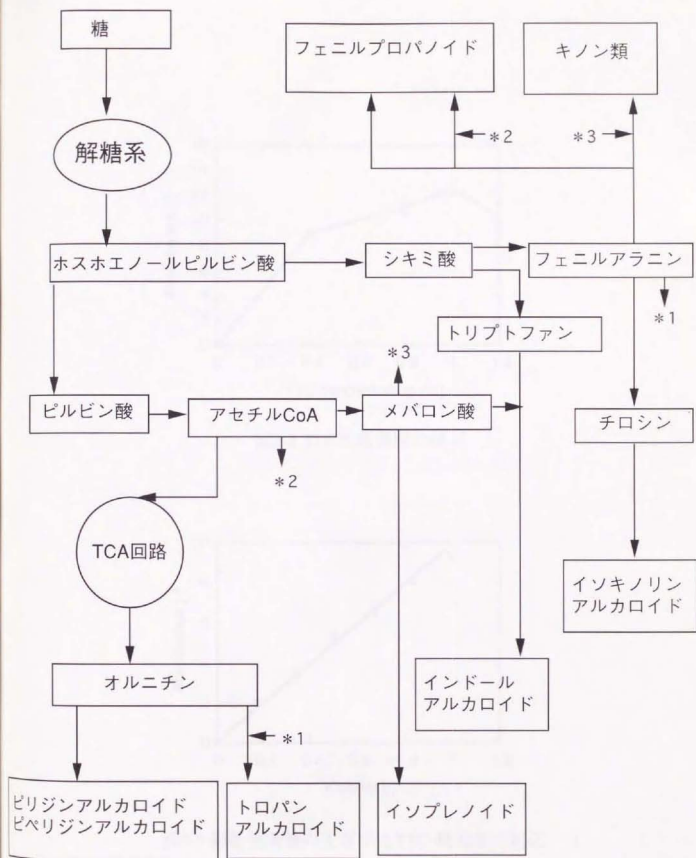 糖
フェニルプロパノイド
キノン類
*2
*3
解糖系
ホスホエノールピルビン酸
シキミ酸
フェニルアラニン
*1
トリプトファン
*3
ピルビン酸
アセチルCoA
メバロン酸
チロシン
*2
TCA回路
イソキノリン
アルカロイド
オルニチン
インドール
アルカロイド
*1
ピリジンアルカロイド
ピペリジンアルカロイド
トロパン
アルカロイド
イソプレノイド